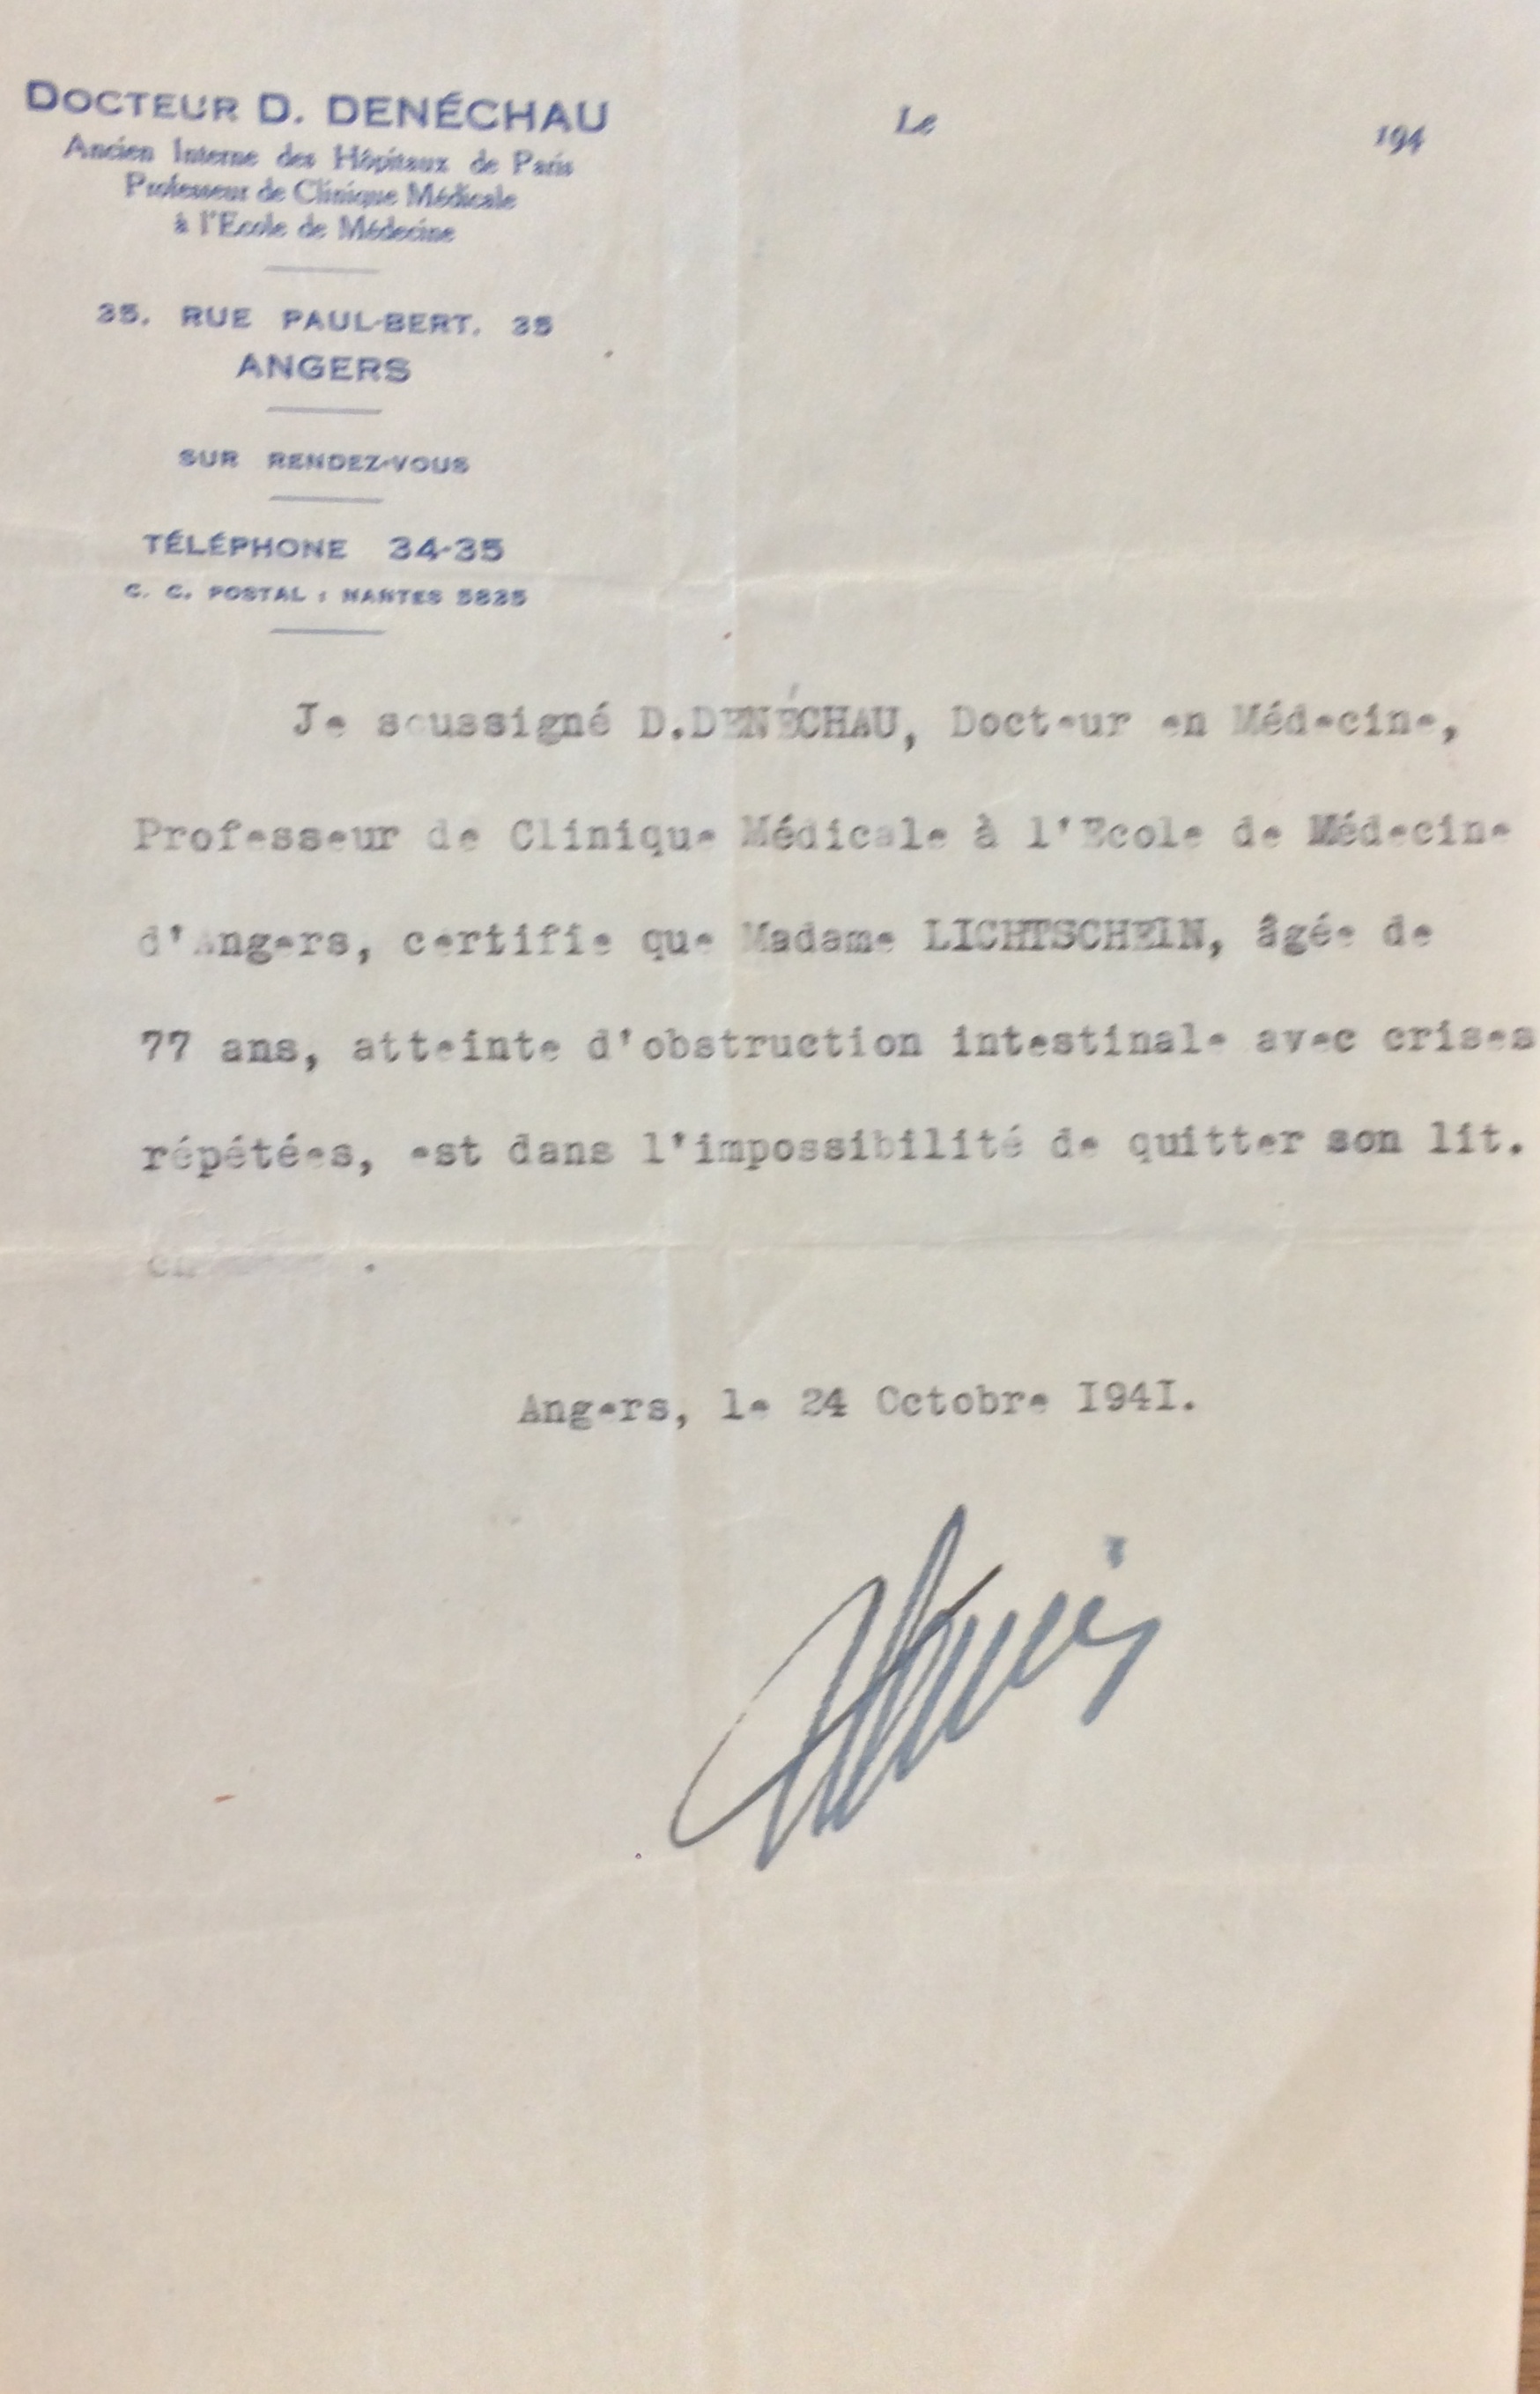 DOCTEUR D. DENÉCHAU
Ancien Interne des Hôpitaux de Paris
Professeur de Clinique Médicale
à l'Ecole de Médecine
35. RUE PAUL-BERT. 35
ANGERS
SUR RENDEZ-VOUS
TÉLÉPHONE 34-35
C. C. POSTAL : NANTES 5835
Le 194
Je soussigné D.DENÉCHAU, Docteur en Médecine,
Professeur de Clinique Médicale à l'Ecole de Médecine
d'Angers, certifie que Madame LICHTSCHEIN, âgée de
77 ans, atteinte d'obstruction intestinale avec crises
répétées, est dans l'impossibilité de quitter son lit.
Angers, le 24 Octobre I94I.